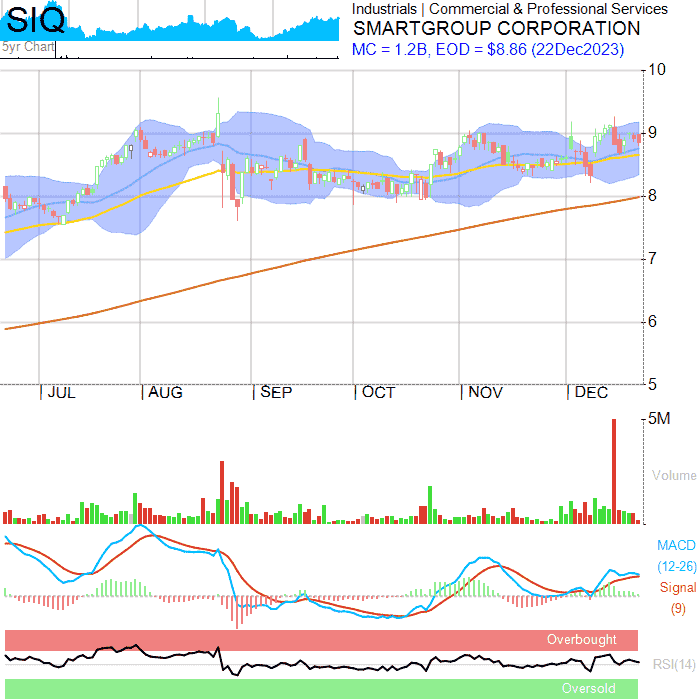 SIQ
5yr Chart
Industrials | Commercial & Professional Services
SMARTGROUP CORPORATION
MC = 1.2B, EOD = $8.86 (22Dec2023)
10
9
8
7
6
5
JUL
AUG
SEP
OCT
NOV
DEC
5M
Volume
MACD
(12-26)
Signal
(9)
Overbought
RSI(14)
Oversold